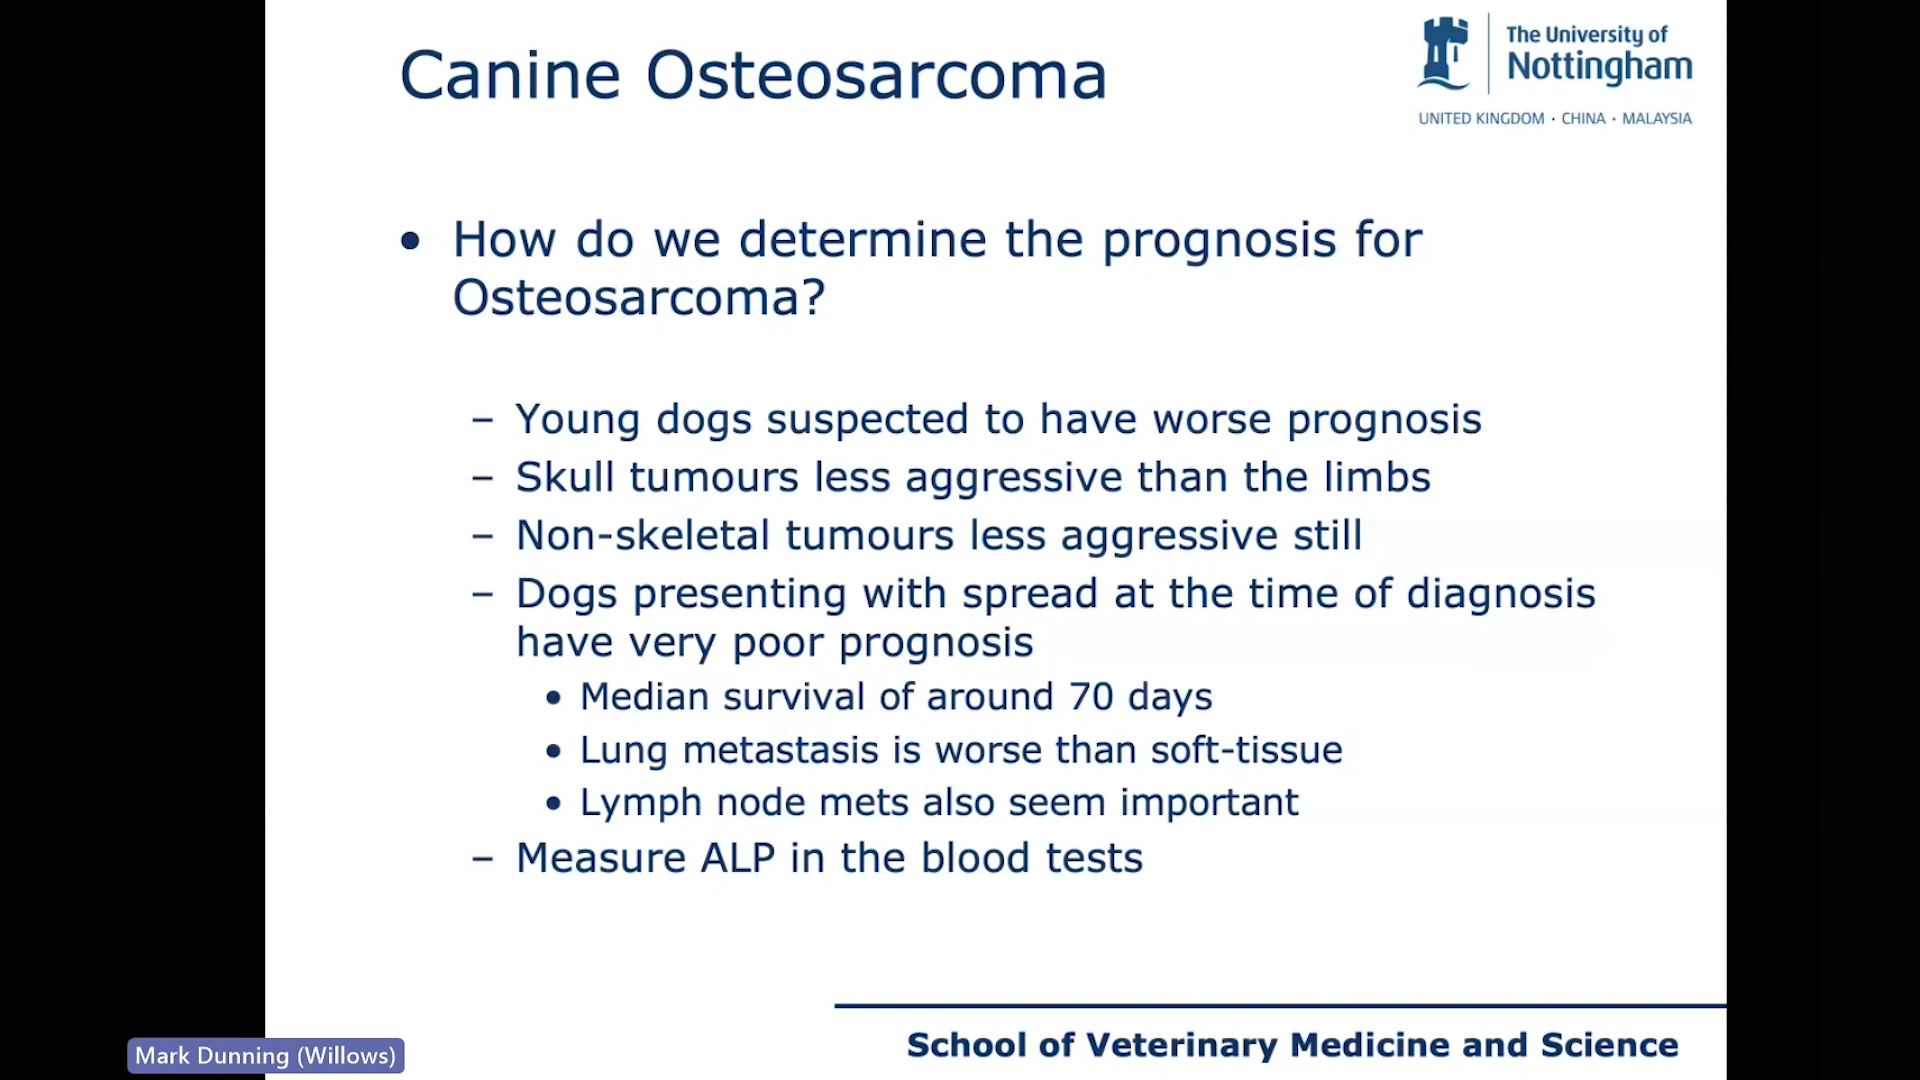 Canine Osteosarcoma
The University of
Nottingham
UNITED KINGDOM · CHINA · MALAYSIA
• How do we determine the prognosis for
Osteosarcoma?
– Young dogs suspected to have worse prognosis
– Skull tumours less aggressive than the limbs
– Non-skeletal tumours less aggressive still
– Dogs presenting with spread at the time of diagnosis
have very poor prognosis
• Median survival of around 70 days
• Lung metastasis is worse than soft-tissue
• Lymph node mets also seem important
– Measure ALP in the blood tests
School of Veterinary Medicine and Science
Mark Dunning (Willows)